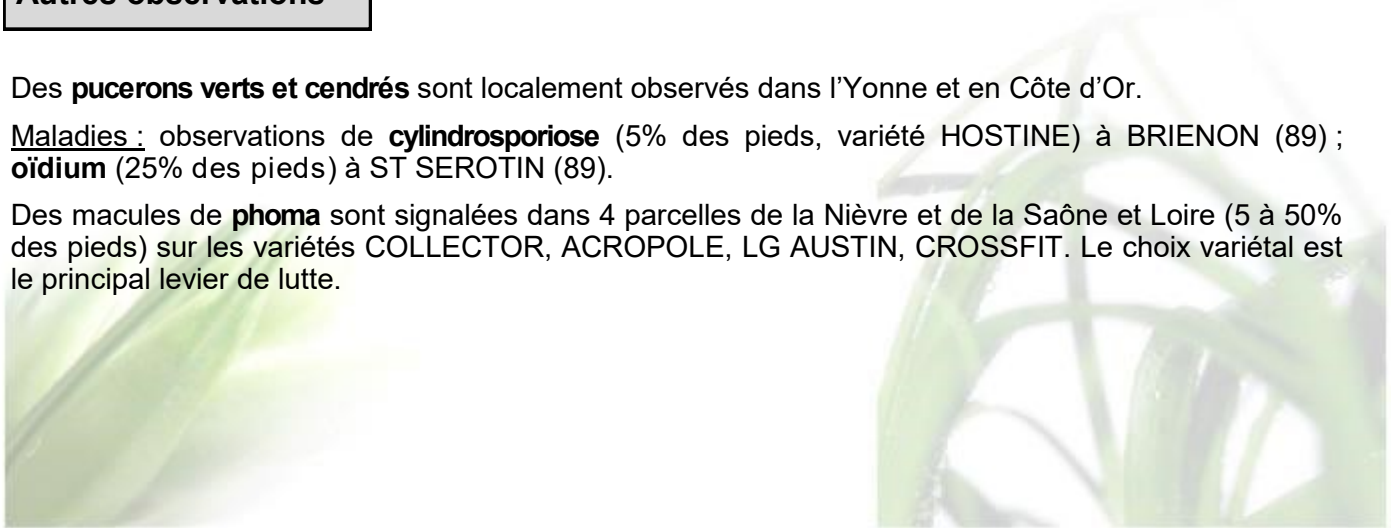 Autres observations
Des pucerons verts et cendrés sont localement observés dans l'Yonne et en Côte d'Or.
Maladies : observations de cylindrosporiose (5% des pieds, variété HOSTINE) à BRIENON (89) ;
oïdium (25% des pieds) à ST SEROTIN (89).
Des macules de phoma sont signalées dans 4 parcelles de la Nièvre et de la Saône et Loire (5 à 50%
des pieds) sur les variétés COLLECTOR, ACROPOLE, LG AUSTIN, CROSSFIT. Le choix variétal est
le principal levier de lutte.